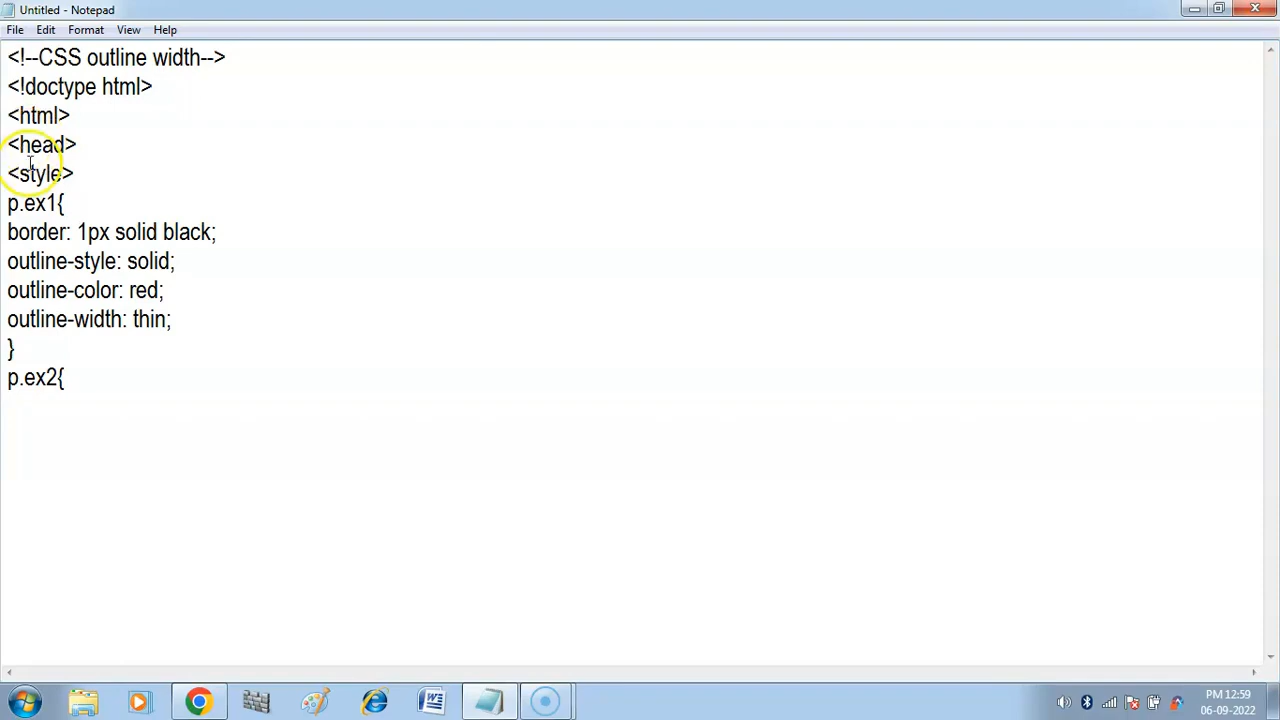 Untitled - Notepad
File Edit Format View Help
<!--CSS outline width-->
<!doctype html>
<html>
<head>
<style>
p.ex1{
border: 1px solid black;
outline-style: solid;
outline-color: red;
outline-width: thin;
}
p.ex2{
PM 12:59
06-09-2022